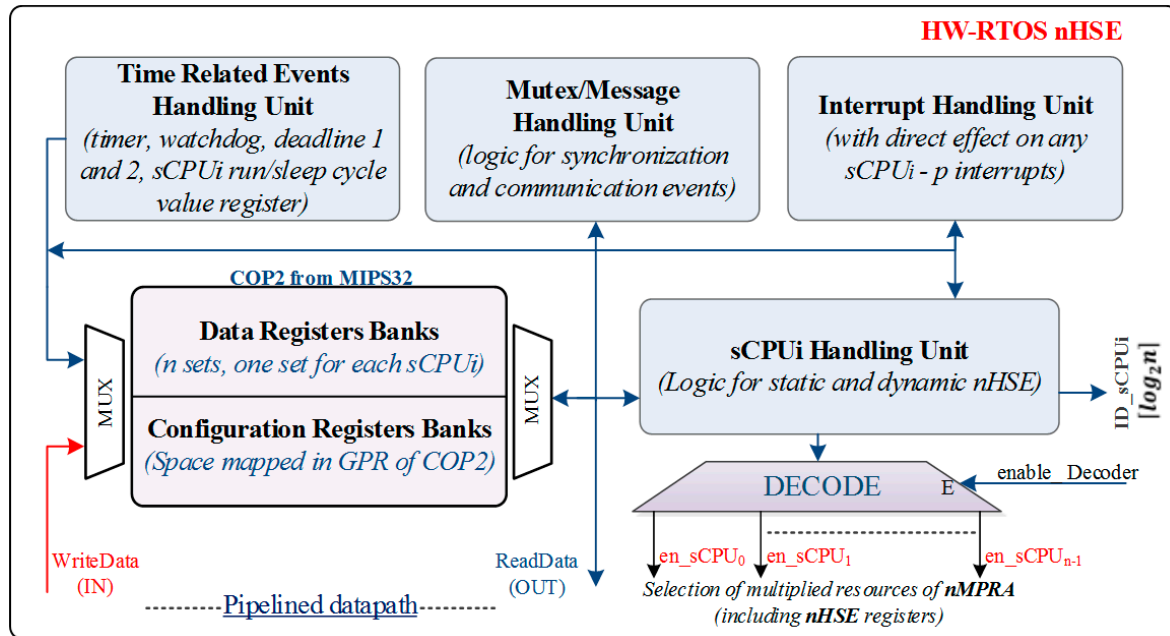 HW-RTOS nHSE
Time Related Events
Handling Unit
(timer, watchdog, deadline 1
and 2, sCPUi run/sleep cycle
value register)
Mutex/Message
Handling Unit
(logic for synchronization
and communication events)
Interrupt Handling Unit
(with direct effect on any
sCPUi - p interrupts)
COP2 from MIPS32
MUX
Data Registers Banks
(n sets, one set for each sCPUi)
Configuration Registers Banks
(Space mapped in GPR of COP2)
MUX
sCPUi Handling Unit
(Logic for static and dynamic nHSE)
ID_sCPUi
|log₂n|
DECODE
E
enable_Decoder
WriteData
(IN)
ReadData
(OUT)
en_sCPU₀
en_sCPU₁
en_sCPUₙ₋₁
Selection of multiplied resources of nMPRA
(including nHSE registers)
Pipelined datapath